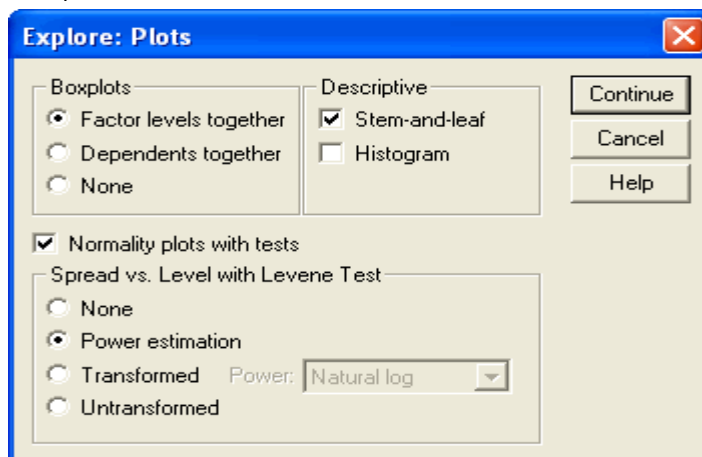 Explore: Plots
Boxplots
Factor levels together
Dependents together
None
Descriptive
Stem-and-leaf
Histogram
Continue
Cancel
Help
Normality plots with tests
Spread vs. Level with Levene Test
None
Power estimation
Transformed Power: Natural log
Untransformed